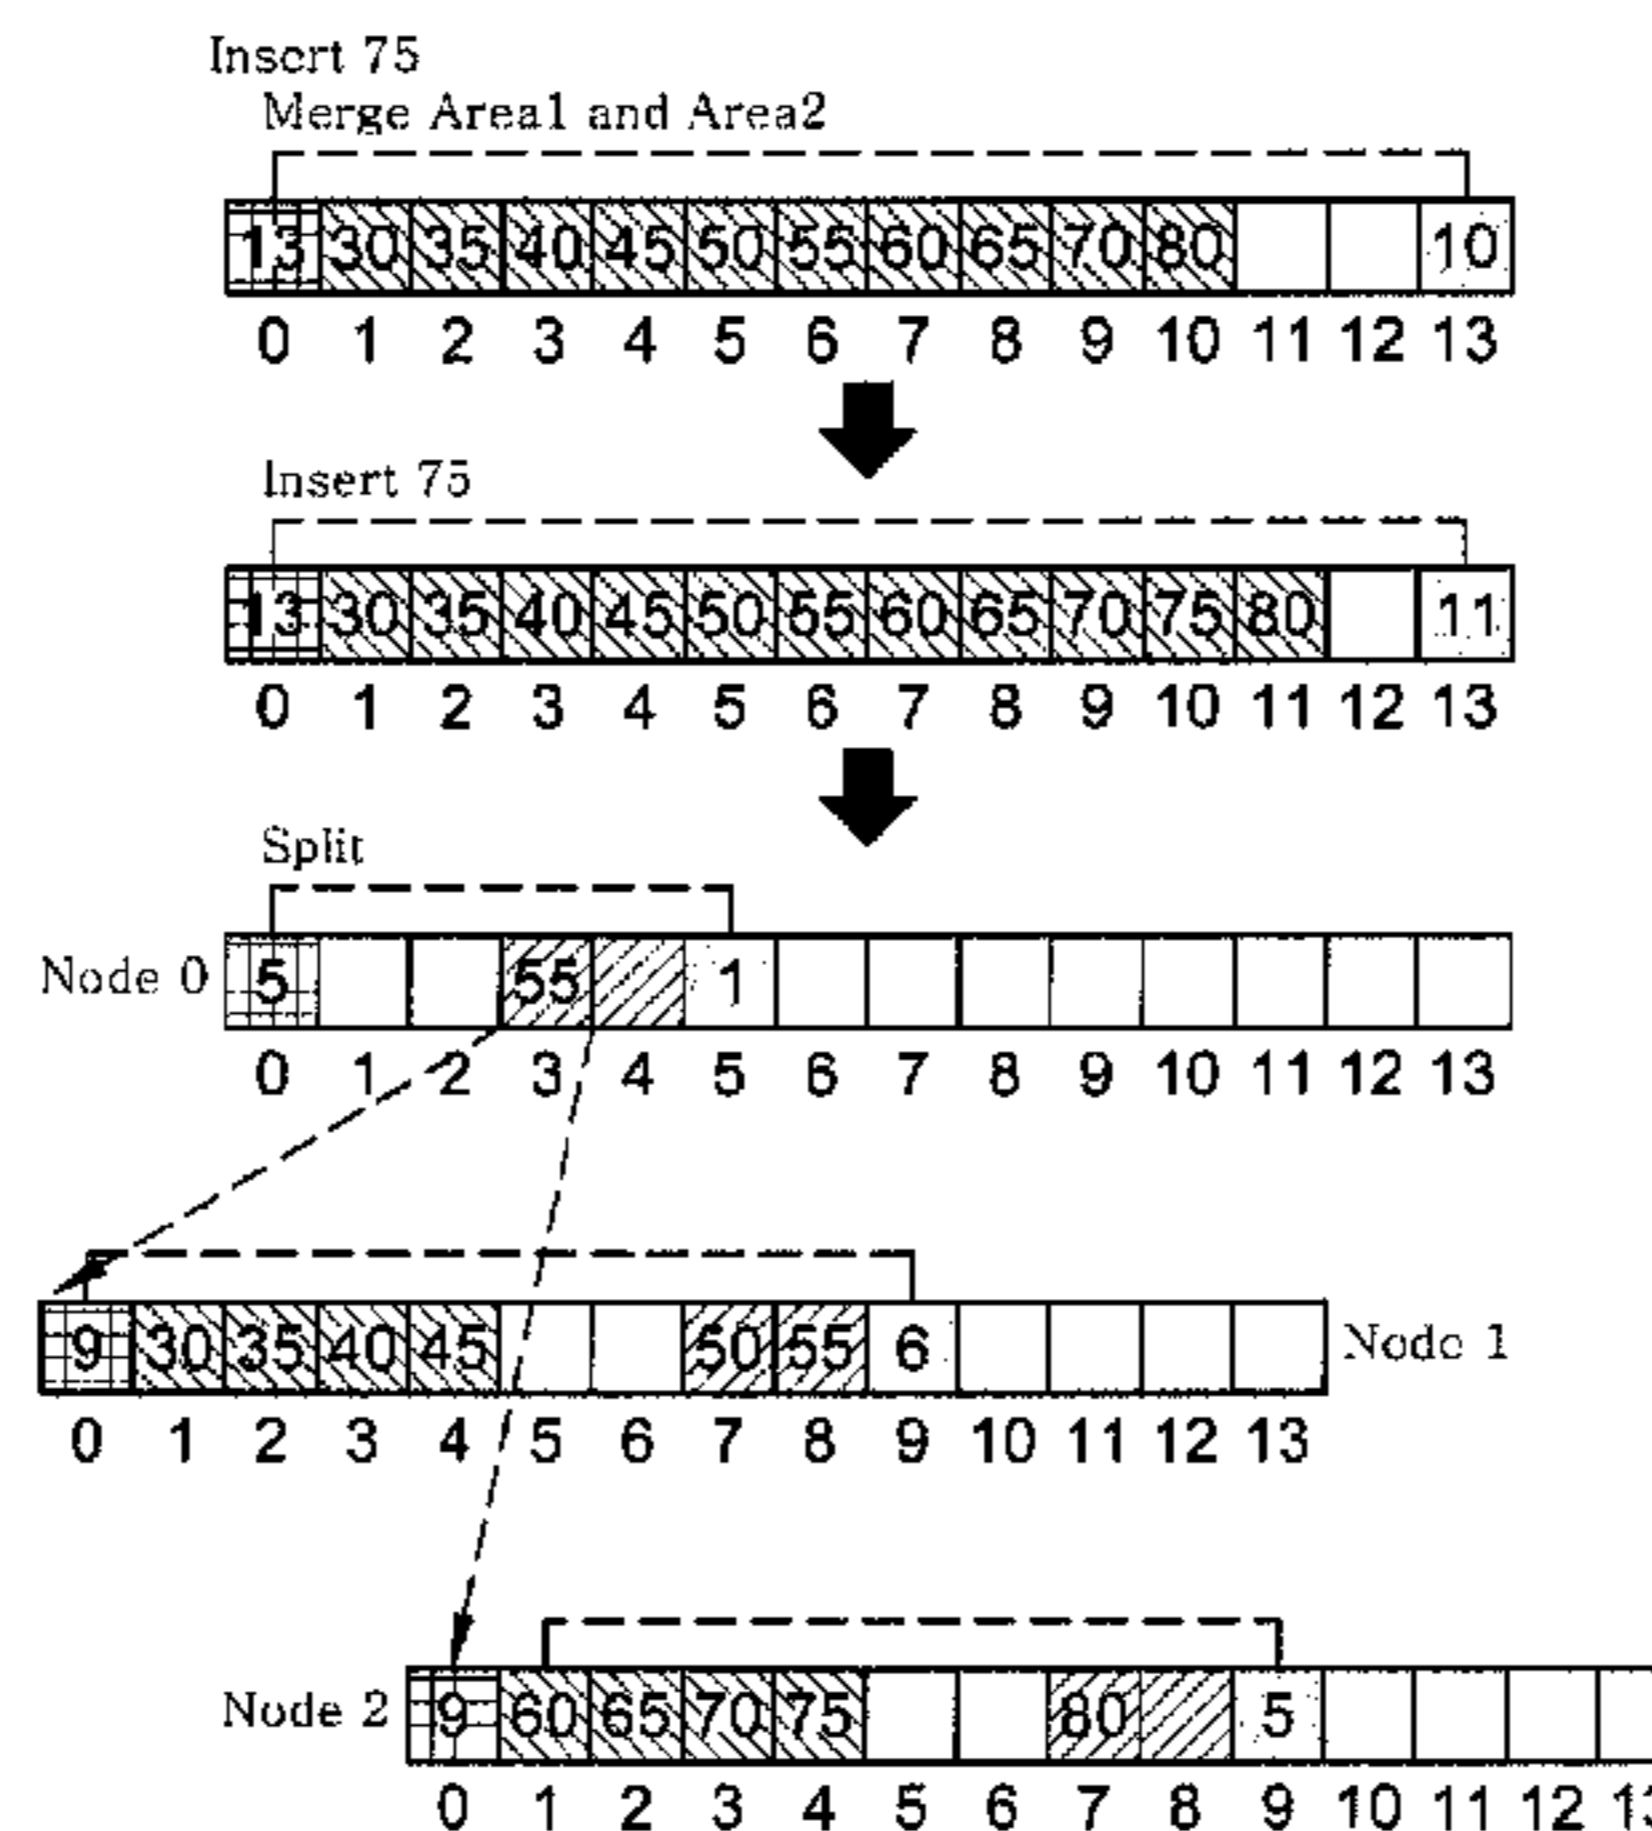 Insert 75
Merge Area1 and Area2
13 30 35 40 45 50 55 60 65 70 80 10
0 1 2 3 4 5 6 7 8 9 10 11 12 13
Insert 75
13 30 35 40 45 50 55 60 65 70 75 80 11
0 1 2 3 4 5 6 7 8 9 10 11 12 13
Split
Node 0 5 55 1
0 1 2 3 4 5 6 7 8 9 10 11 12 13
9 30 35 40 45 50 55 6 Node 1
0 1 2 3 4 5 6 7 8 9 10 11 12 13
Node 2 9 60 65 70 75 80 5
0 1 2 3 4 5 6 7 8 9 10 11 12